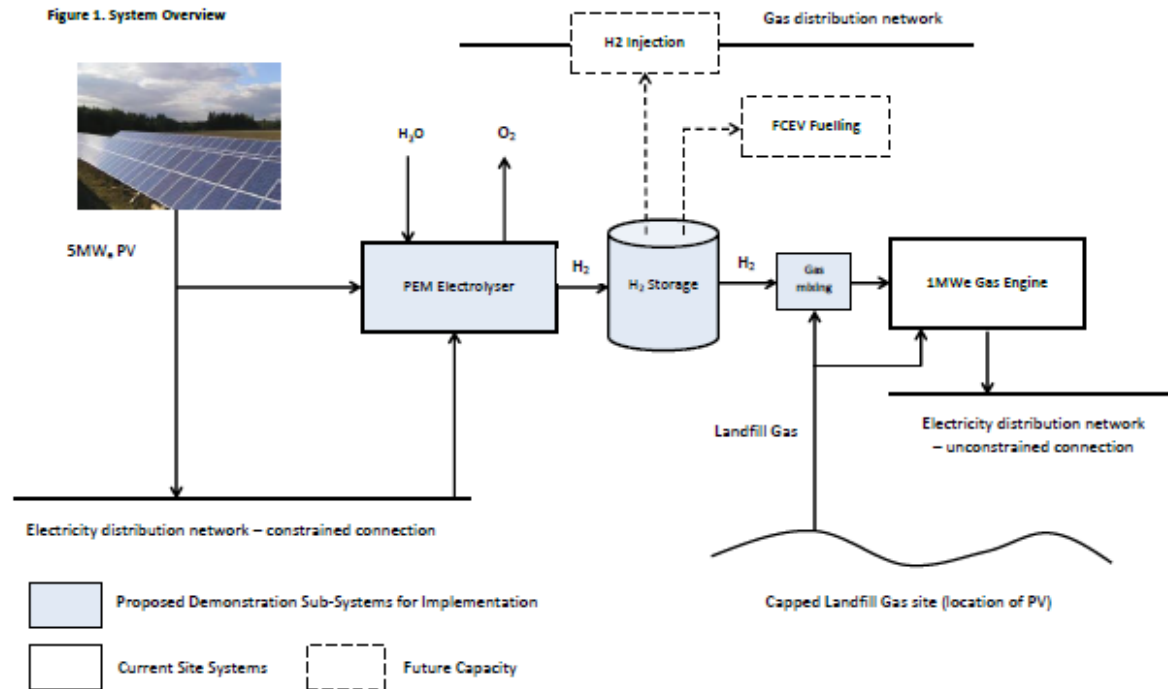 Figure 1. System Overview
Gas distribution network
H2 Injection
FCEV Fuelling
H₃O
O₂
5MWₑ PV
PEM Electrolyser
H₂
H₂ Storage
H₂
Gas
mixing
1MWe Gas Engine
Landfill Gas
Electricity distribution network
– unconstrained connection
Electricity distribution network – constrained connection
Proposed Demonstration Sub-Systems for Implementation
Capped Landfill Gas site (location of PV)
Current Site Systems
Future Capacity